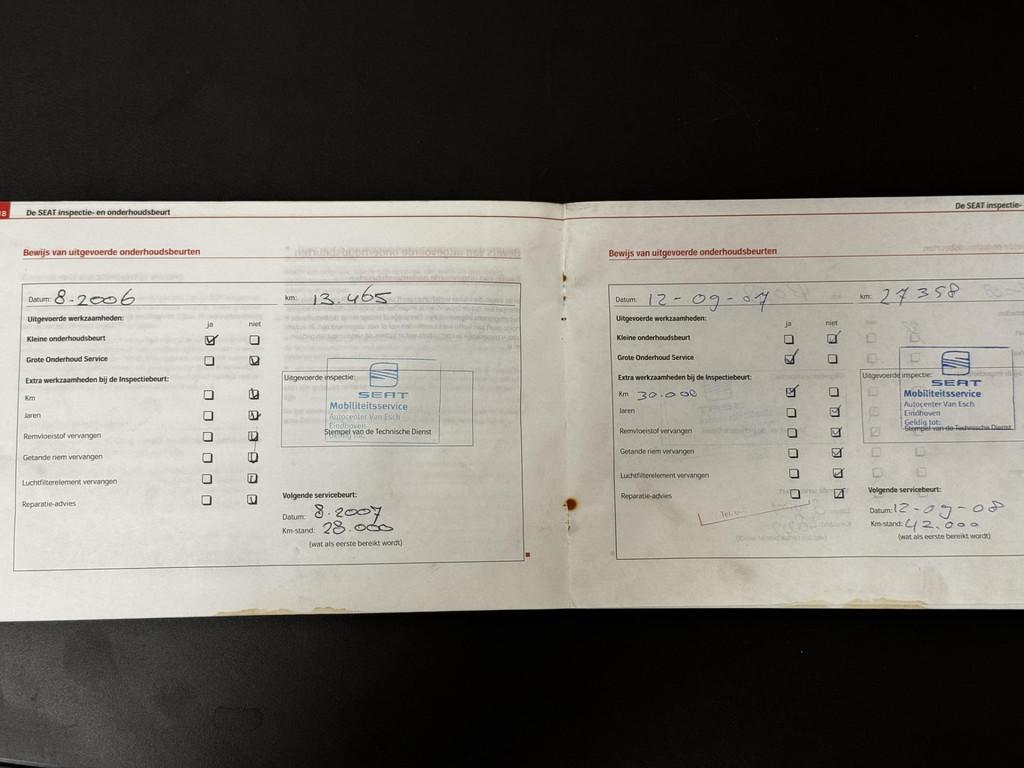 18 De SEAT inspectie- en onderhoudsbeurt
Bewijs van uitgevoerde onderhoudsbeurten
Datum: 8-2006 km: 13.465
Uitgevoerde werkzaamheden:
ja niet
Kleine onderhoudsbeurt
Grote Onderhoud Service
Extra werkzaamheden bij de Inspectiebeurt:
Km
Jaren
Remvloeistof vervangen
Getande riem vervangen
Luchtfilterelement vervangen
Reparatie-advies
Uitgevoerde inspectie:
SEAT
Mobiliteitsservice
Autocenter Van Esch
Eindhoven
Geldig tot:
Stempel van de Technische Dienst
Volgende servicebeurt:
Datum: 8-2007
Km-stand: 28.000
(wat als eerste bereikt wordt)
De SEAT inspectie-
Bewijs van uitgevoerde onderhoudsbeurten
Datum: 12-09-07 km: 27358
Uitgevoerde werkzaamheden:
ja niet
Kleine onderhoudsbeurt
Grote Onderhoud Service
Extra werkzaamheden bij de Inspectiebeurt:
Km 30.000
Jaren
Remvloeistof vervangen
Getande riem vervangen
Luchtfilterelement vervangen
Reparatie-advies
Uitgevoerde inspectie:
SEAT
Mobiliteitsservice
Autocenter Van Esch
Eindhoven
Geldig tot:
Stempel van de Technische Dienst
Volgende servicebeurt:
Datum: 12-09-08
Km-stand: 42.000
(wat als eerste bereikt wordt)